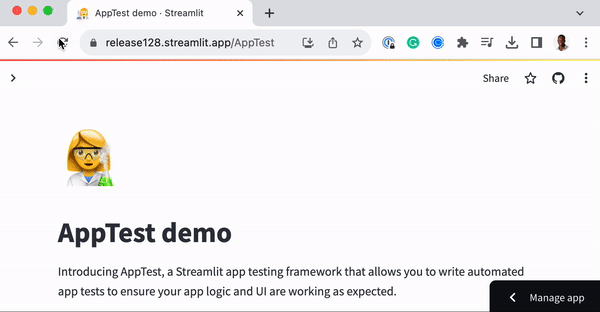 AppTest demo · Streamlit
release128.streamlit.app/AppTest
Share
AppTest demo
Introducing AppTest, a Streamlit app testing framework that allows you to write automated
app tests to ensure your app logic and UI are working as expected.
Manage app